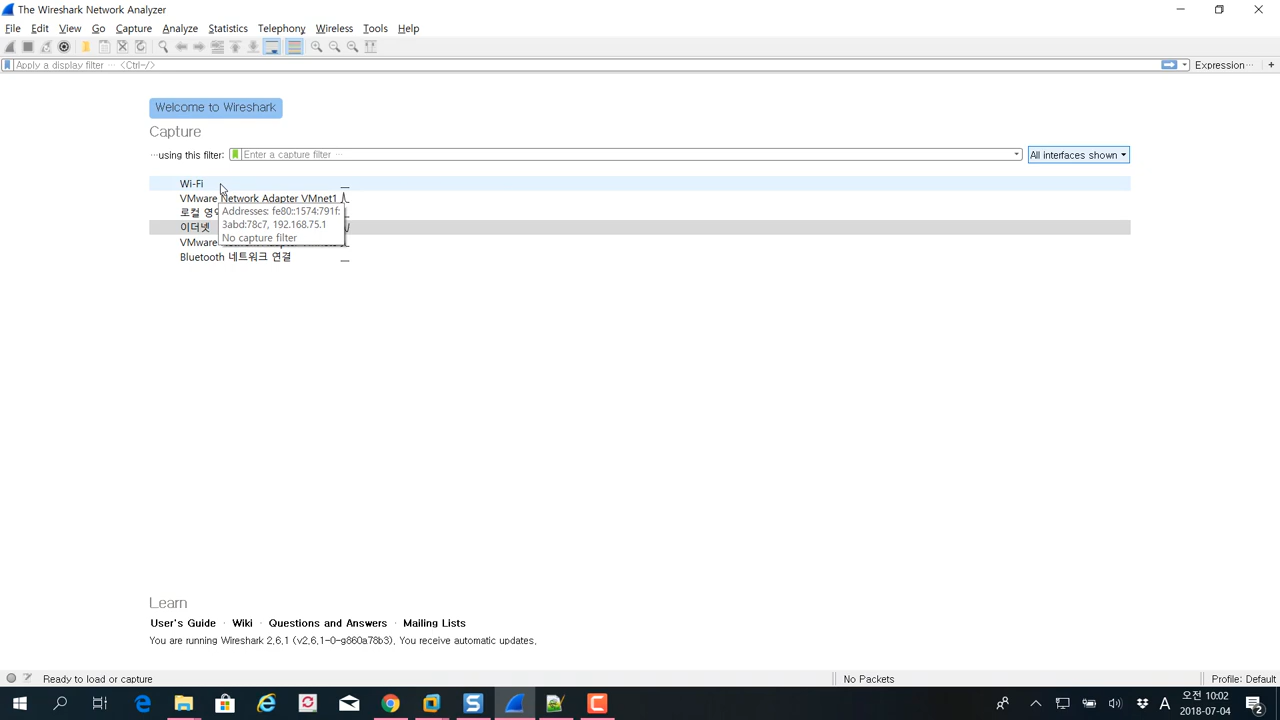 The Wireshark Network Analyzer
File Edit View Go Capture Analyze Statistics Telephony Wireless Tools Help
Apply a display filter ··· <Ctrl-/>
Expression··· +
Welcome to Wireshark
Capture
···using this filter: Enter a capture filter ··· All interfaces shown
Wi-Fi
VMware Network Adapter VMnet1
로컬
Addresses: fe80::1574:791f:
3abd:78c7, 192.168.75.1
No capture filter
이더넷
VMware
Bluetooth 네트워크 연결
Learn
User's Guide · Wiki · Questions and Answers · Mailing Lists
You are running Wireshark 2.6.1 (v2.6.1-0-g860a78b3). You receive automatic updates.
Ready to load or capture
No Packets
Profile: Default
A
오전 10:02
2018-07-04
2